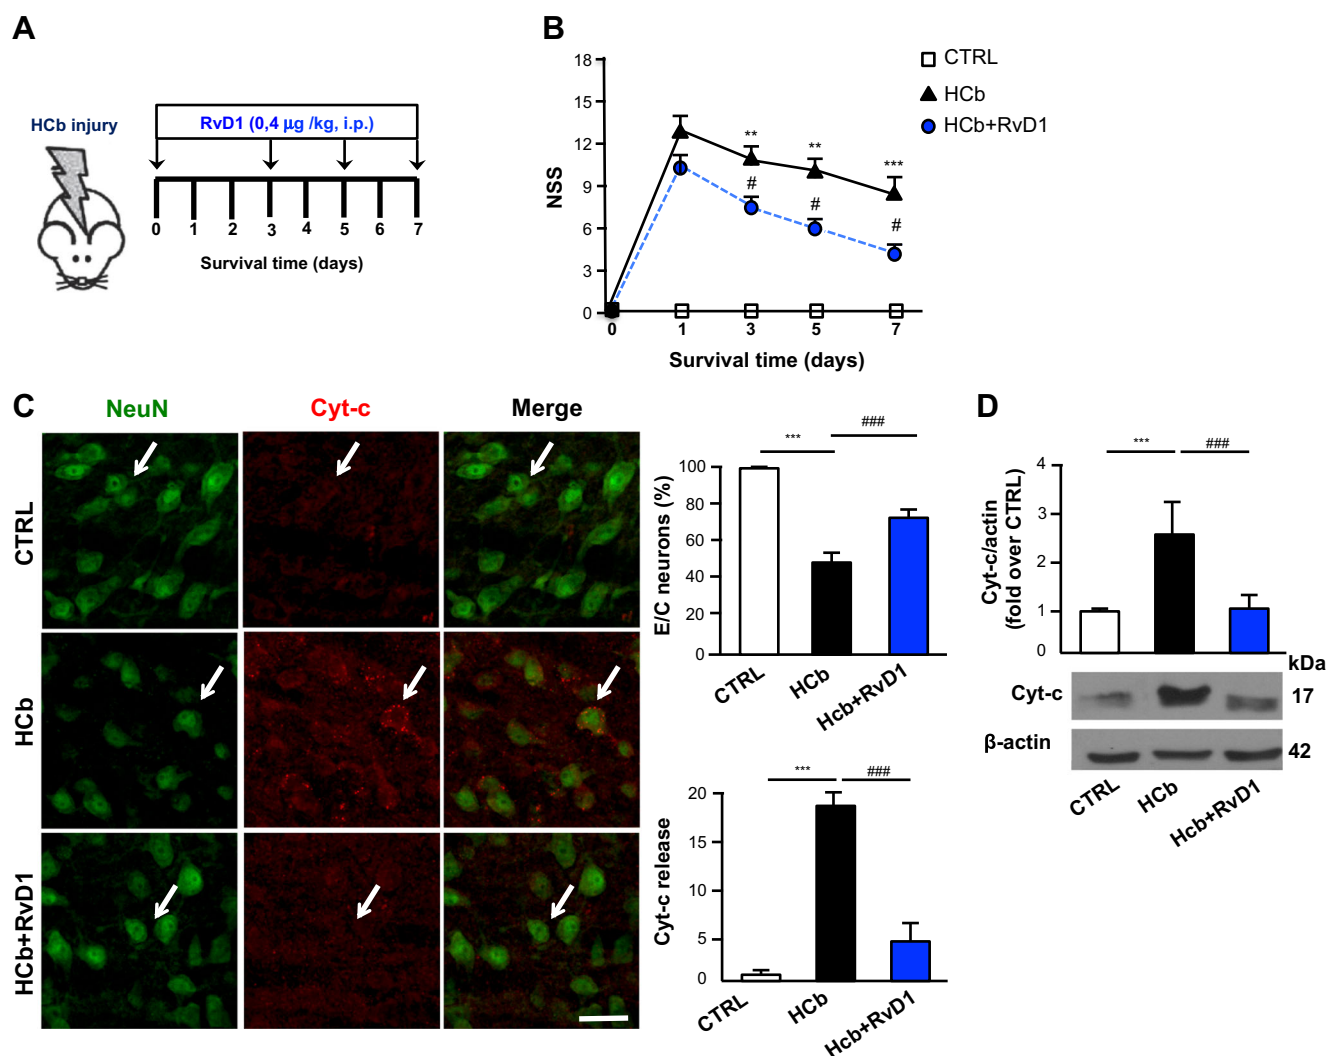 A
HCb injury
RvD1 (0,4 μg /kg, i.p.)
0 1 2 3 4 5 6 7
Survival time (days)
B
NSS
18
15
12
9
6
3
0
** ** ***
# # #
0 1 3 5 7
Survival time (days)
CTRL
HCb
HCb+RvD1
C
NeuN Cyt-c Merge
CTRL
HCb
HCb+RvD1
E/C neurons (%)
*** ###
100
80
60
40
20
0
CTRL HCb Hcb+RvD1
Cyt-c release
*** ###
20
15
10
5
0
CTRL HCb Hcb+RvD1
D
Cyt-c/actin
(fold over CTRL)
*** ###
4
3
2
1
0
kDa
Cyt-c 17
β-actin 42
CTRL HCb Hcb+RvD1